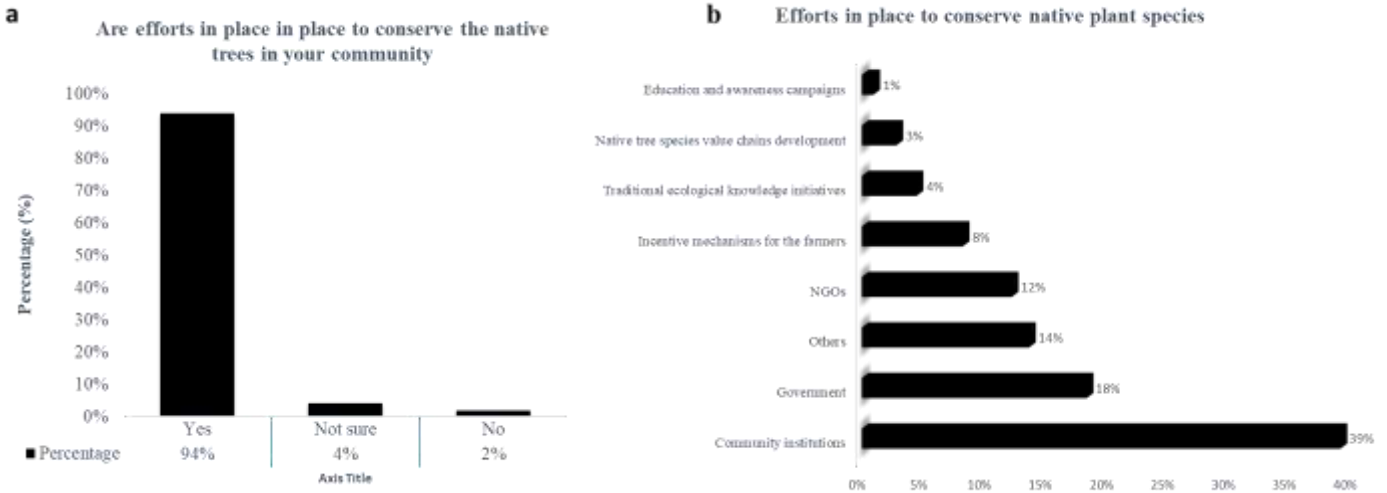 a
Are efforts in place in place to conserve the native
trees in your community
Percentage (%)
100%
90%
80%
70%
60%
50%
40%
30%
20%
10%
0%
Yes Not sure No
Percentage 94% 4% 2%
Axis Title
b
Efforts in place to conserve native plant species
Education and awareness campaigns 1%
Native tree species value chains development 3%
Traditional ecological knowledge initiatives 4%
Incentive mechanisms for the farmers 8%
NGOs 12%
Others 14%
Government 18%
Community institutions 39%
0% 5% 10% 15% 20% 25% 30% 35% 40%